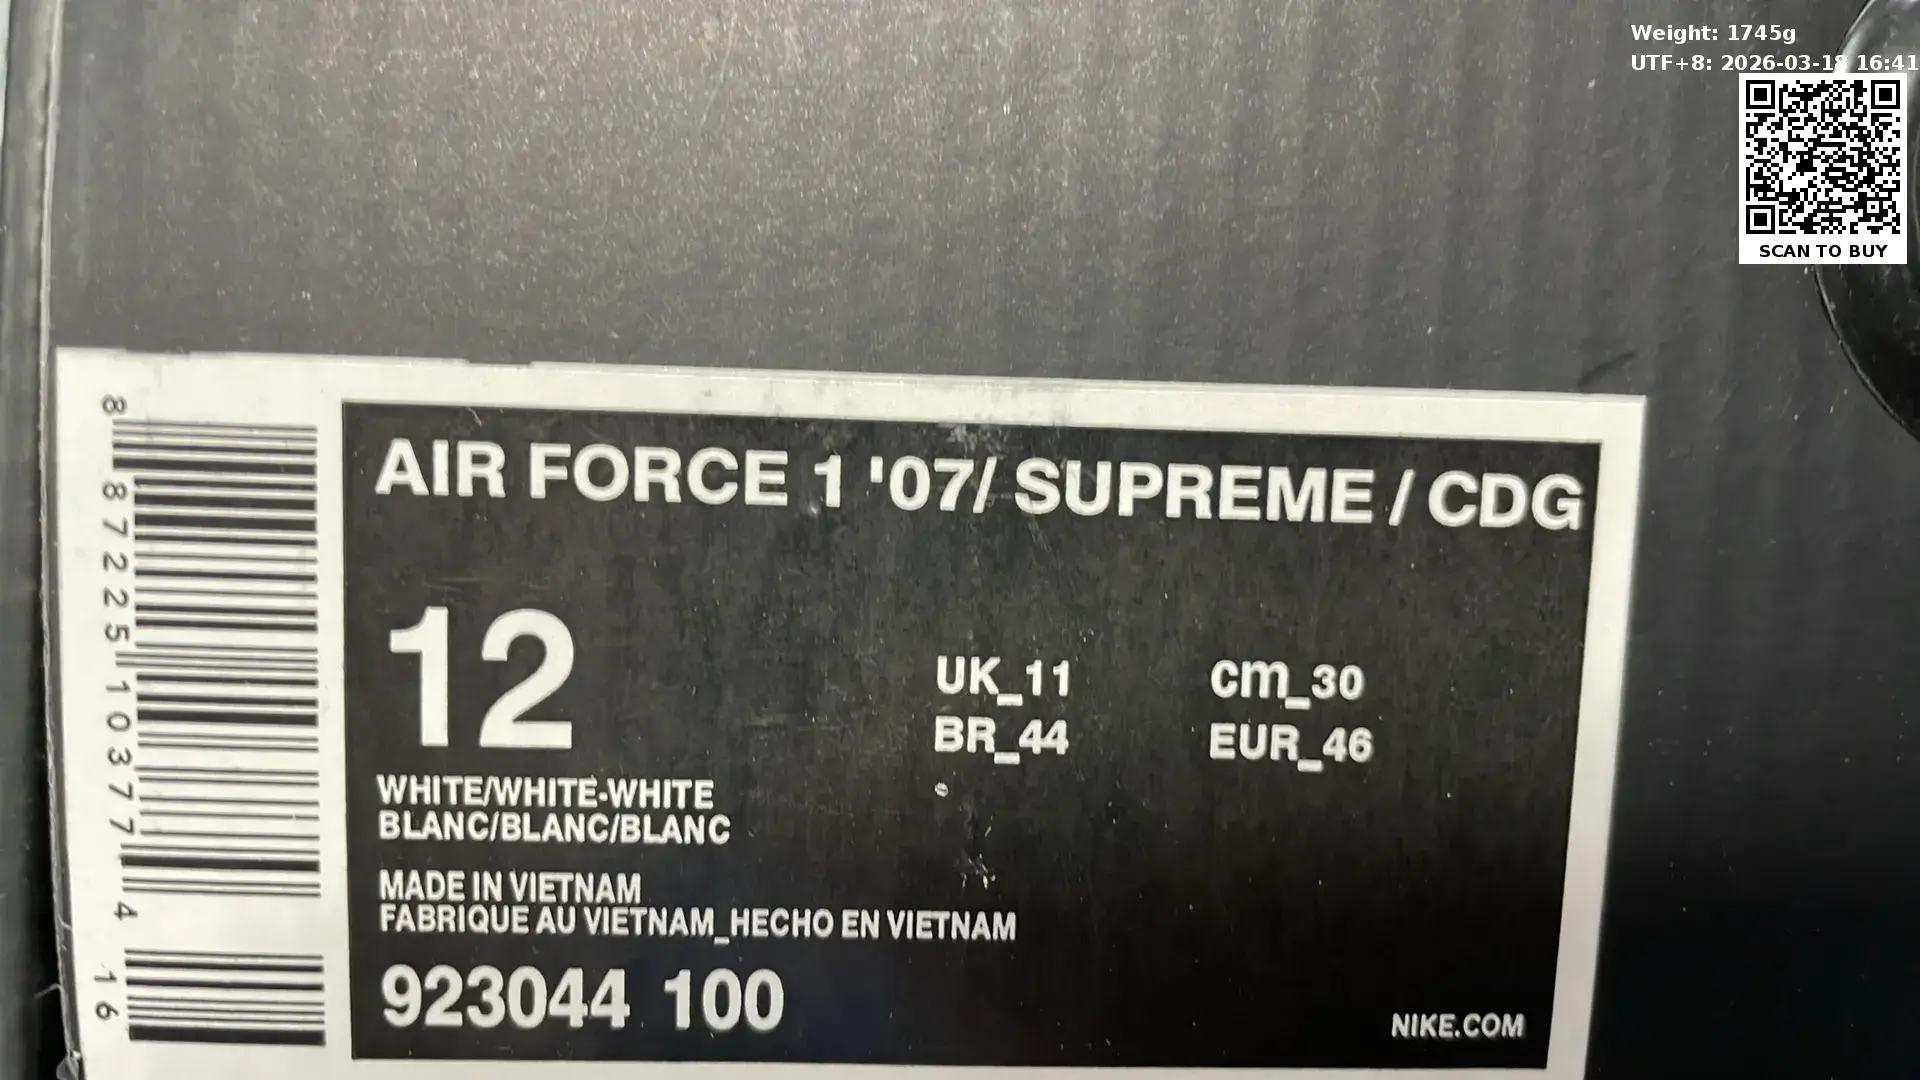 Weight: 1745g
UTF+8: 2026-03-18 16:41
SCAN TO BUY
8 87225 10377 4
16
AIR FORCE 1 '07/ SUPREME / CDG
12
UK_11 cm_30
BR_44 EUR_46
WHITE/WHITE-WHITE
BLANC/BLANC/BLANC
MADE IN VIETNAM
FABRIQUE AU VIETNAM_HECHO EN VIETNAM
923044 100
NIKE.COM